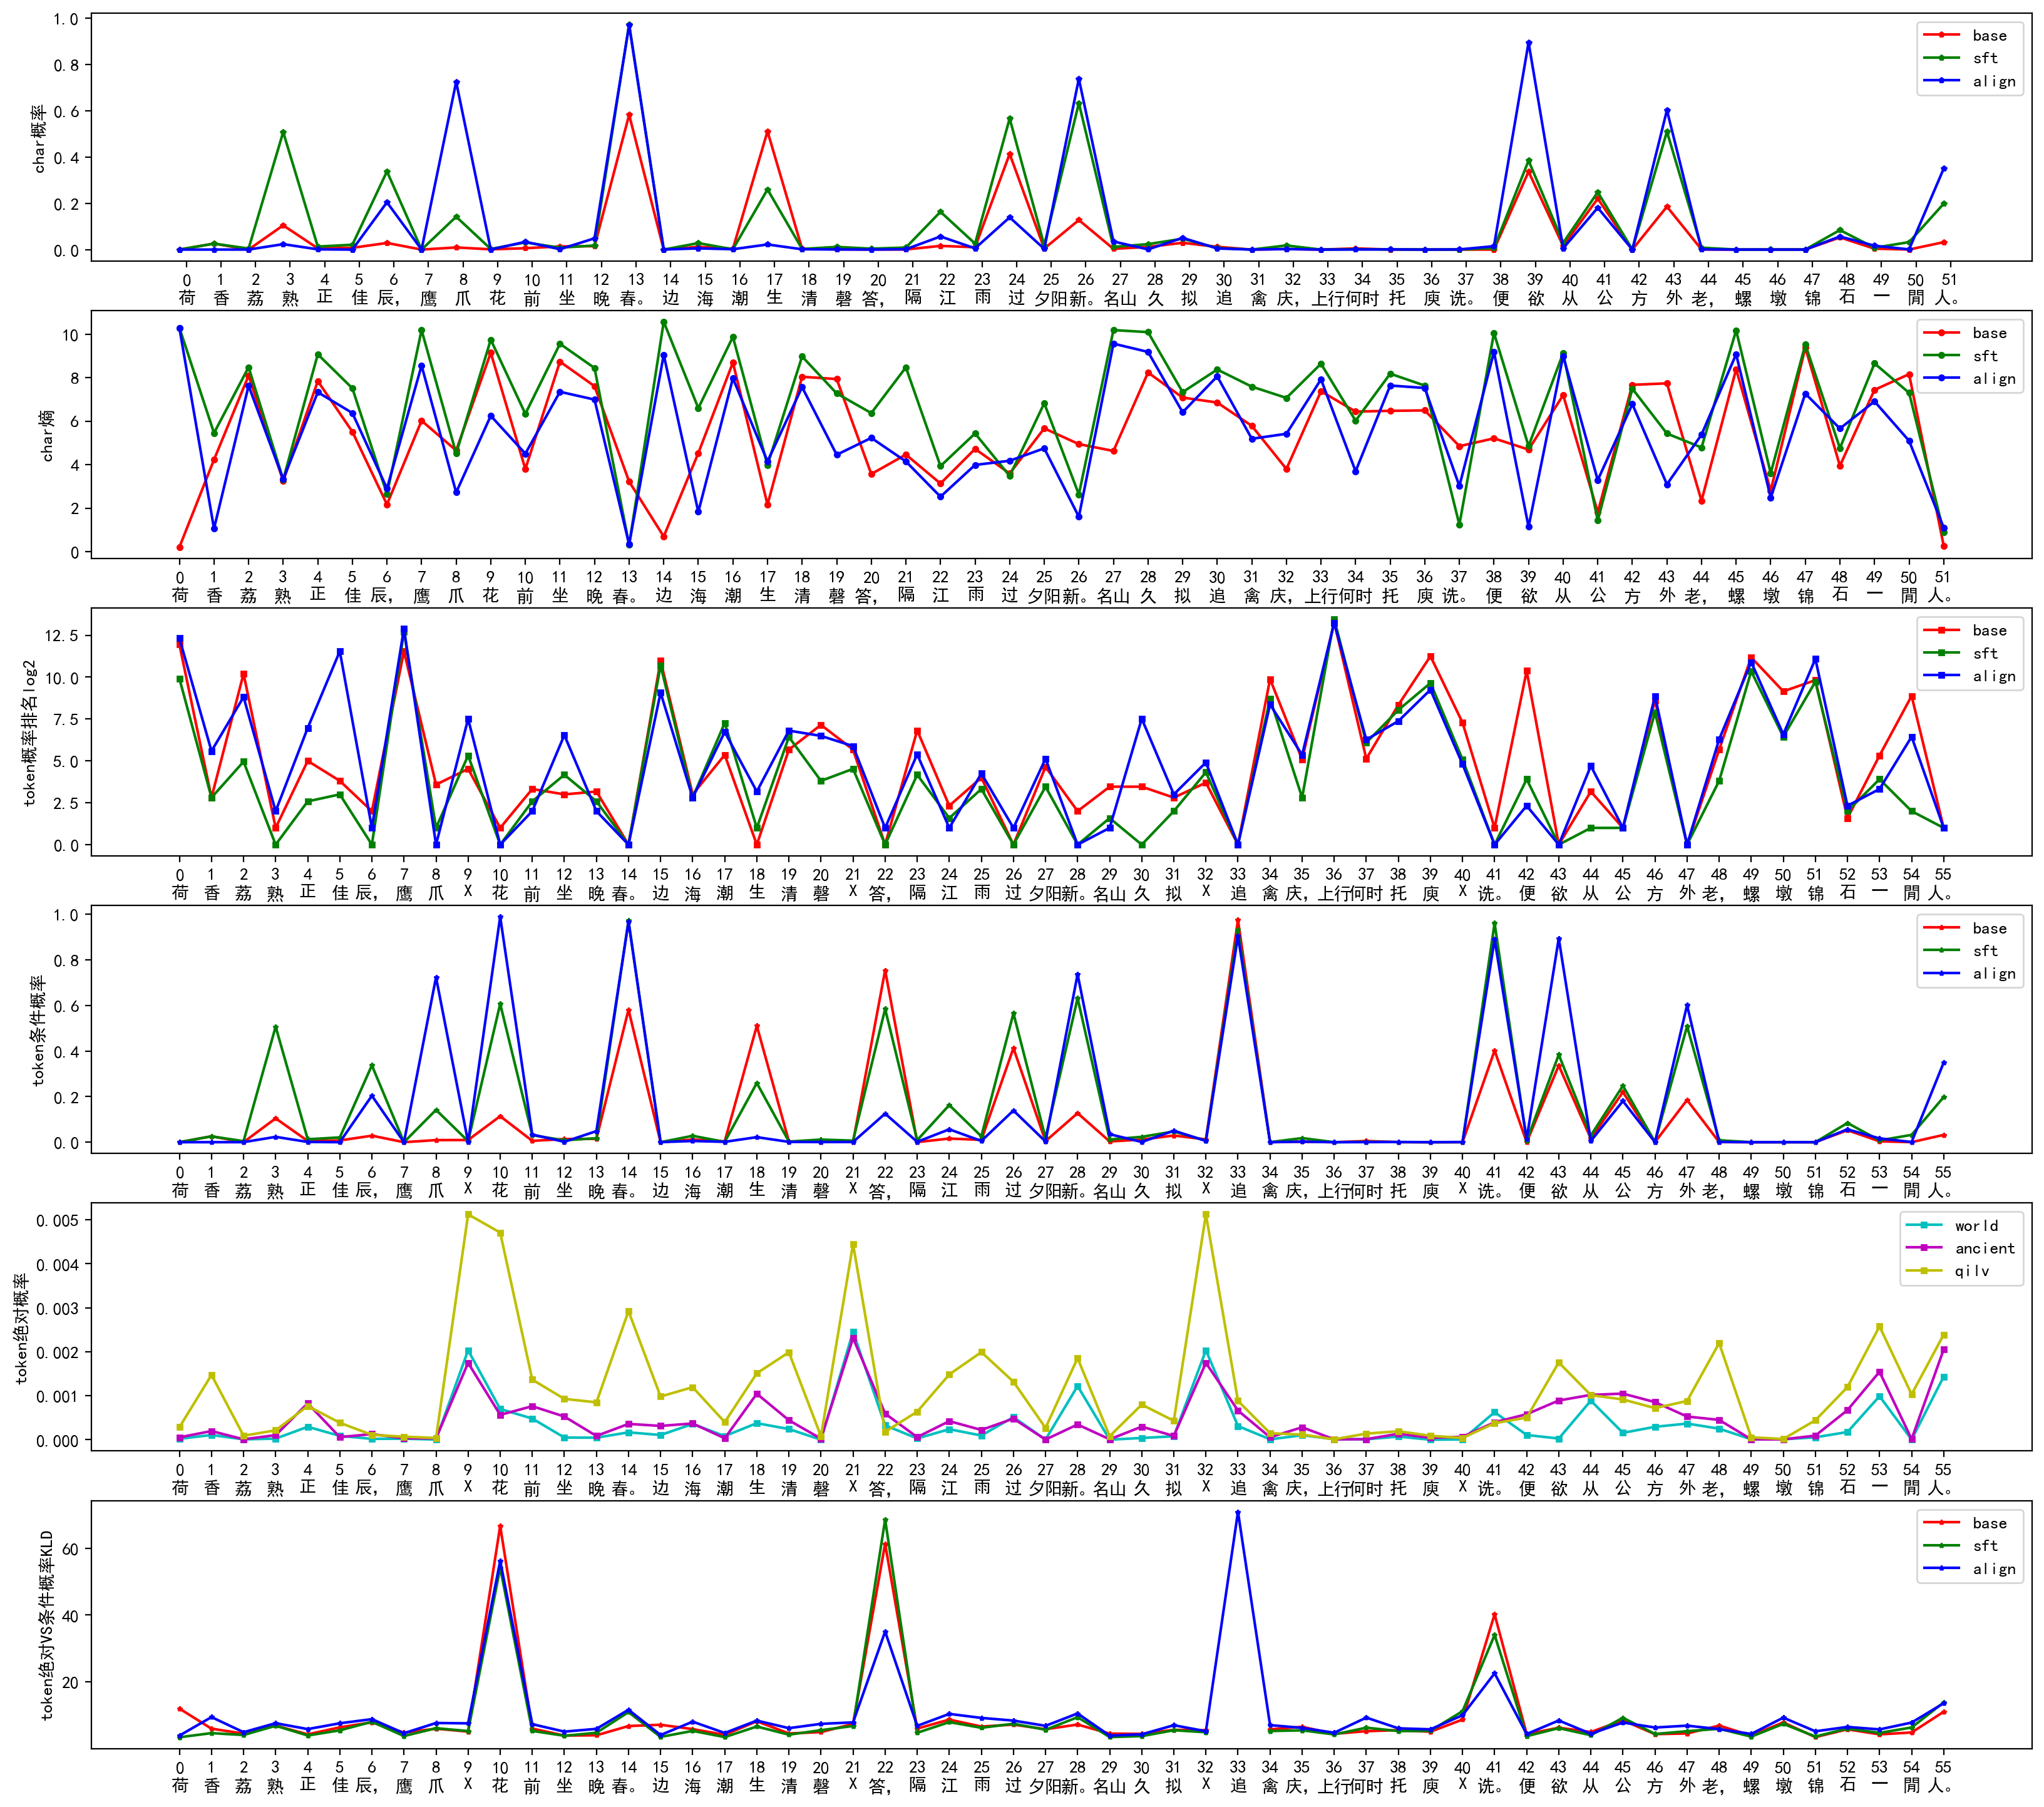 char概率
1.0
0.8
0.6
0.4
0.2
0.0
base
sft
align
0 1 2 3 4 5 6 7 8 9 10 11 12 13 14 15 16 17 18 19 20 21 22 23 24 25 26 27 28 29 30 31 32 33 34 35 36 37 38 39 40 41 42 43 44 45 46 47 48 49 50 51
荷 香 荔 熟 正 佳 辰, 鹰 爪 花 前 坐 晚 春。 边 海 潮 生 清 磬 答, 隔 江 雨 过 夕阳 新。 名山 久 拟 追 禽 庆, 上行 何时 托 庾 诜。 便 欲 从 公 方 外 老, 螺 墩 锦 石 一 閒 人。
char熵
10
8
6
4
2
0
base
sft
align
0 1 2 3 4 5 6 7 8 9 10 11 12 13 14 15 16 17 18 19 20 21 22 23 24 25 26 27 28 29 30 31 32 33 34 35 36 37 38 39 40 41 42 43 44 45 46 47 48 49 50 51
荷 香 荔 熟 正 佳 辰, 鹰 爪 花 前 坐 晚 春。 边 海 潮 生 清 磬 答, 隔 江 雨 过 夕阳 新。 名山 久 拟 追 禽 庆, 上行 何时 托 庾 诜。 便 欲 从 公 方 外 老, 螺 墩 锦 石 一 閒 人。
token概率排名log2
12.5
10.0
7.5
5.0
2.5
0.0
base
sft
align
0 1 2 3 4 5 6 7 8 9 10 11 12 13 14 15 16 17 18 19 20 21 22 23 24 25 26 27 28 29 30 31 32 33 34 35 36 37 38 39 40 41 42 43 44 45 46 47 48 49 50 51 52 53 54 55
荷 香 荔 熟 正 佳 辰, 鹰 爪 X 花 前 坐 晚 春。 边 海 潮 生 清 磬 X 答, 隔 江 雨 过 夕阳 新。 名山 久 拟 X 追 禽 庆, 上行 何时 托 庾 X 诜。 便 欲 从 公 方 外 老, 螺 墩 锦 石 一 閒 人。
token条件概率
1.0
0.8
0.6
0.4
0.2
0.0
base
sft
align
0 1 2 3 4 5 6 7 8 9 10 11 12 13 14 15 16 17 18 19 20 21 22 23 24 25 26 27 28 29 30 31 32 33 34 35 36 37 38 39 40 41 42 43 44 45 46 47 48 49 50 51 52 53 54 55
荷 香 荔 熟 正 佳 辰, 鹰 爪 X 花 前 坐 晚 春。 边 海 潮 生 清 磬 X 答, 隔 江 雨 过 夕阳 新。 名山 久 拟 X 追 禽 庆, 上行 何时 托 庾 X 诜。 便 欲 从 公 方 外 老, 螺 墩 锦 石 一 閒 人。
token绝对概率
0.005
0.004
0.003
0.002
0.001
0.000
world
ancient
qilv
0 1 2 3 4 5 6 7 8 9 10 11 12 13 14 15 16 17 18 19 20 21 22 23 24 25 26 27 28 29 30 31 32 33 34 35 36 37 38 39 40 41 42 43 44 45 46 47 48 49 50 51 52 53 54 55
荷 香 荔 熟 正 佳 辰, 鹰 爪 X 花 前 坐 晚 春。 边 海 潮 生 清 磬 X 答, 隔 江 雨 过 夕阳 新。 名山 久 拟 X 追 禽 庆, 上行 何时 托 庾 X 诜。 便 欲 从 公 方 外 老, 螺 墩 锦 石 一 閒 人。
token绝对VS条件概率KLD
60
40
20
base
sft
align
0 1 2 3 4 5 6 7 8 9 10 11 12 13 14 15 16 17 18 19 20 21 22 23 24 25 26 27 28 29 30 31 32 33 34 35 36 37 38 39 40 41 42 43 44 45 46 47 48 49 50 51 52 53 54 55
荷 香 荔 熟 正 佳 辰, 鹰 爪 X 花 前 坐 晚 春。 边 海 潮 生 清 磬 X 答, 隔 江 雨 过 夕阳 新。 名山 久 拟 X 追 禽 庆, 上行 何时 托 庾 X 诜。 便 欲 从 公 方 外 老, 螺 墩 锦 石 一 閒 人。